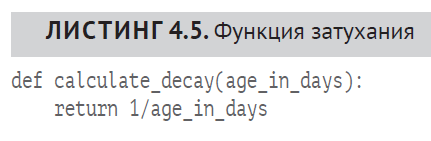 ЛИСТИНГ 4.5. Функция затухания
def calculate_decay(age_in_days):
    return 1/age_in_days